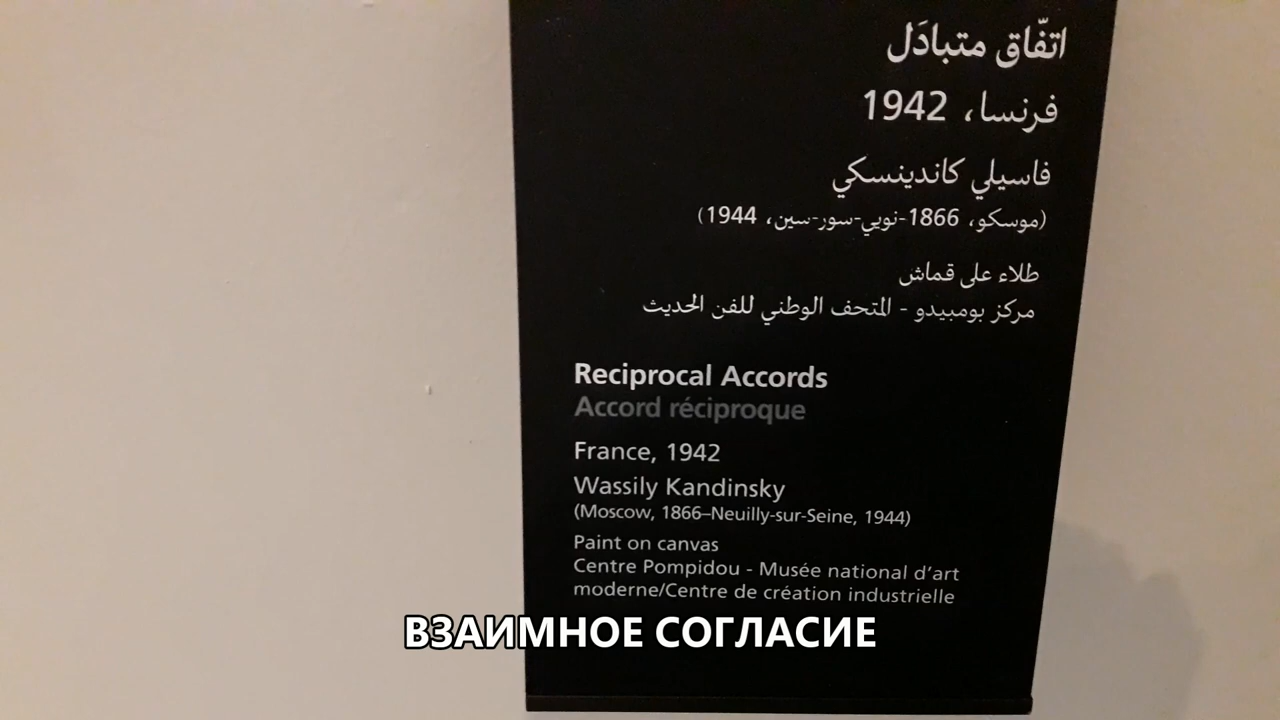 اتفّاق متبادَل
فرنسا، 1942
فاسيلي كاندينسكي
(موسكو، 1866-نويي-سور-سين، 1944)
طلاء على قماش
مركز بومبيدو - المتحف الوطني للفن الحديث
Reciprocal Accords
Accord réciproque
France, 1942
Wassily Kandinsky
(Moscow, 1866–Neuilly-sur-Seine, 1944)
Paint on canvas
Centre Pompidou - Musée national d’art
moderne/Centre de création industrielle
ВЗАИМНОЕ СОГЛАСИЕ